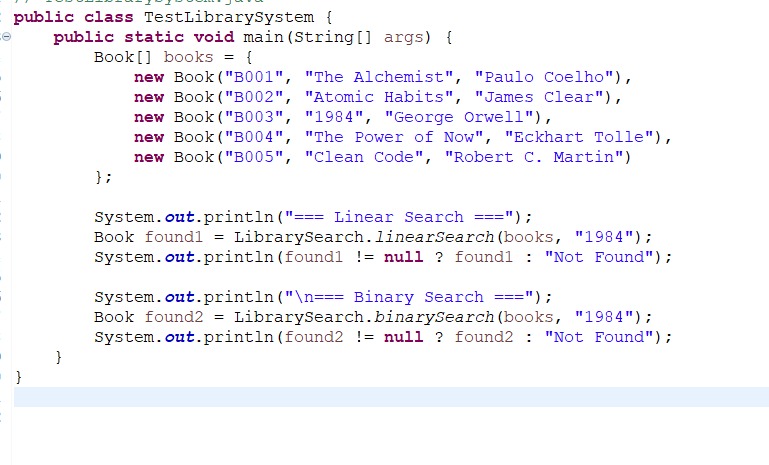 // TestLibrarySystem.java
public class TestLibrarySystem {
    public static void main(String[] args) {
        Book[] books = {
            new Book("B001", "The Alchemist", "Paulo Coelho"),
            new Book("B002", "Atomic Habits", "James Clear"),
            new Book("B003", "1984", "George Orwell"),
            new Book("B004", "The Power of Now", "Eckhart Tolle"),
            new Book("B005", "Clean Code", "Robert C. Martin")
        };

        System.out.println("=== Linear Search ===");
        Book found1 = LibrarySearch.linearSearch(books, "1984");
        System.out.println(found1 != null ? found1 : "Not Found");

        System.out.println("\n=== Binary Search ===");
        Book found2 = LibrarySearch.binarySearch(books, "1984");
        System.out.println(found2 != null ? found2 : "Not Found");
    }
}